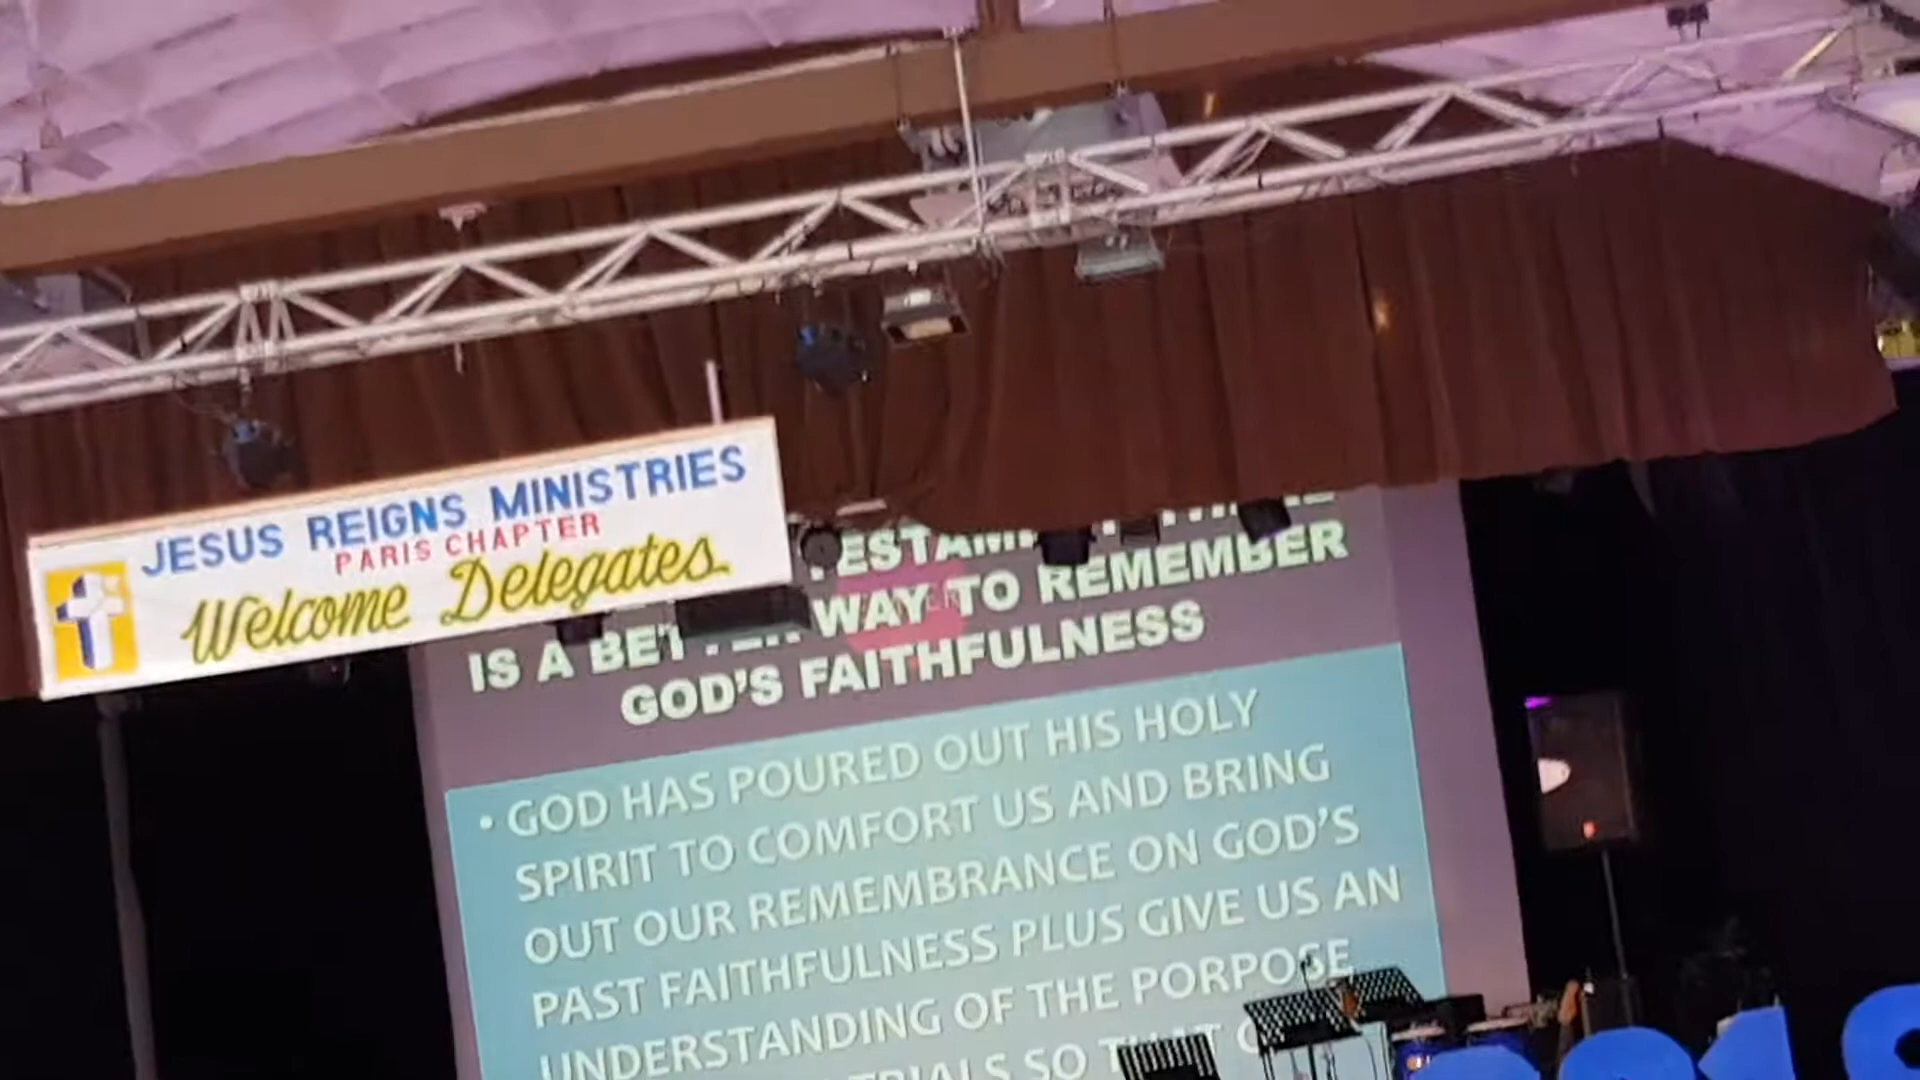 JESUS REIGNS MINISTRIES
PARIS CHAPTER
Welcome Delegates
IS A WAY TO REMEMBER
GOD'S FAITHFULNESS
• GOD HAS POURED OUT HIS HOLY
SPIRIT TO COMFORT US AND BRING
OUT OUR REMEMBRANCE ON GOD'S
PAST FAITHFULNESS PLUS GIVE US AN
UNDERSTANDING OF THE PORPOSE
TRIALS SO